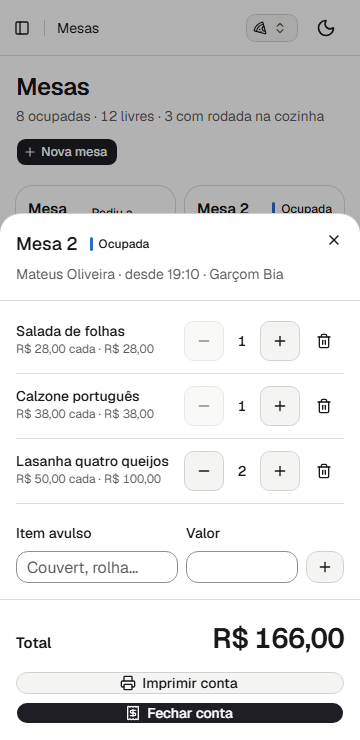 Mesas
Mesas
8 ocupadas · 12 livres · 3 com rodada na cozinha
Nova mesa
Mesa
Mesa 2
Ocupada
Mesa 2
Ocupada
Mateus Oliveira · desde 19:10 · Garçom Bia
Salada de folhas
R$ 28,00 cada · R$ 28,00
1
Calzone português
R$ 38,00 cada · R$ 38,00
1
Lasanha quatro queijos
R$ 50,00 cada · R$ 100,00
2
Item avulso
Valor
Couvert, rolha...
Total
R$ 166,00
Imprimir conta
Fechar conta